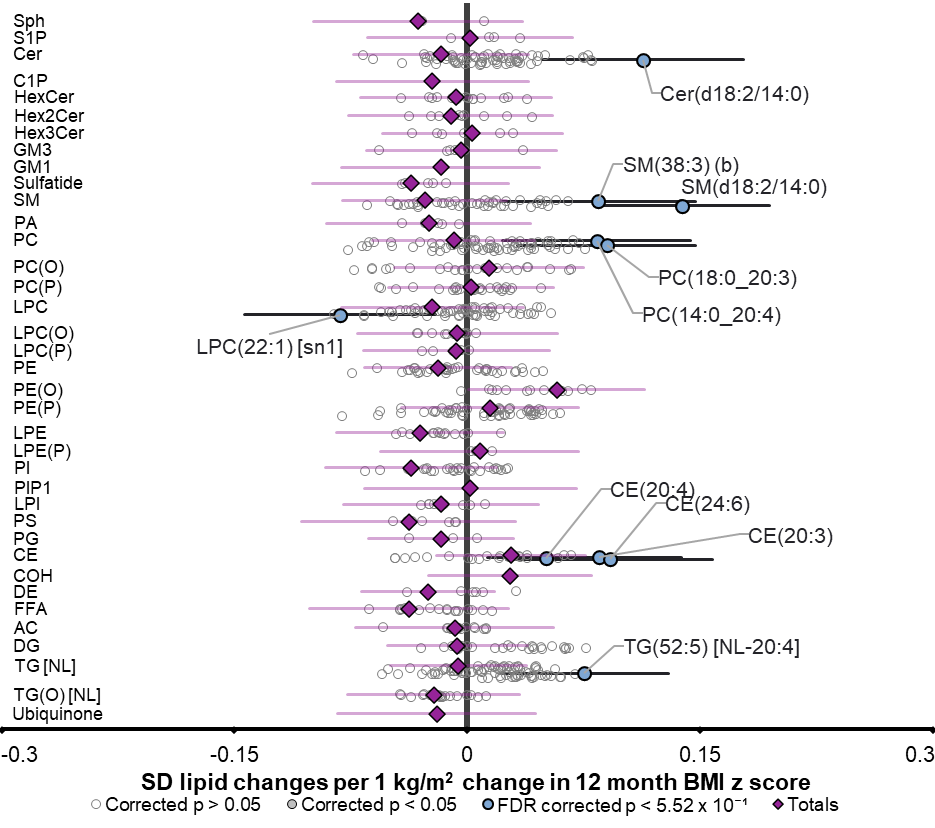 Sph
S1P
Cer
Cer(d18:2/14:0)
C1P
HexCer
Hex2Cer
Hex3Cer
GM3
GM1
SM(38:3) (b)
Sulfatide
SM(d18:2/14:0)
SM
PA
PC
PC(O)
PC(18:0_20:3)
PC(P)
LPC
PC(14:0_20:4)
LPC(O)
LPC(22:1) [sn1]
LPC(P)
PE
PE(O)
PE(P)
LPE
LPE(P)
PI
PIP1
CE(20:4)
LPI
CE(24:6)
PS
PG
CE(20:3)
CE
COH
DE
FFA
AC
DG
TG(52:5) [NL-20:4]
TG [NL]
TG(O) [NL]
Ubiquinone
-0.3 -0.15 0 0.15 0.3
SD lipid changes per 1 kg/m² change in 12 month BMI z score
Corrected p > 0.05 Corrected p < 0.05 FDR corrected p < 5.52 x 10⁻¹ Totals